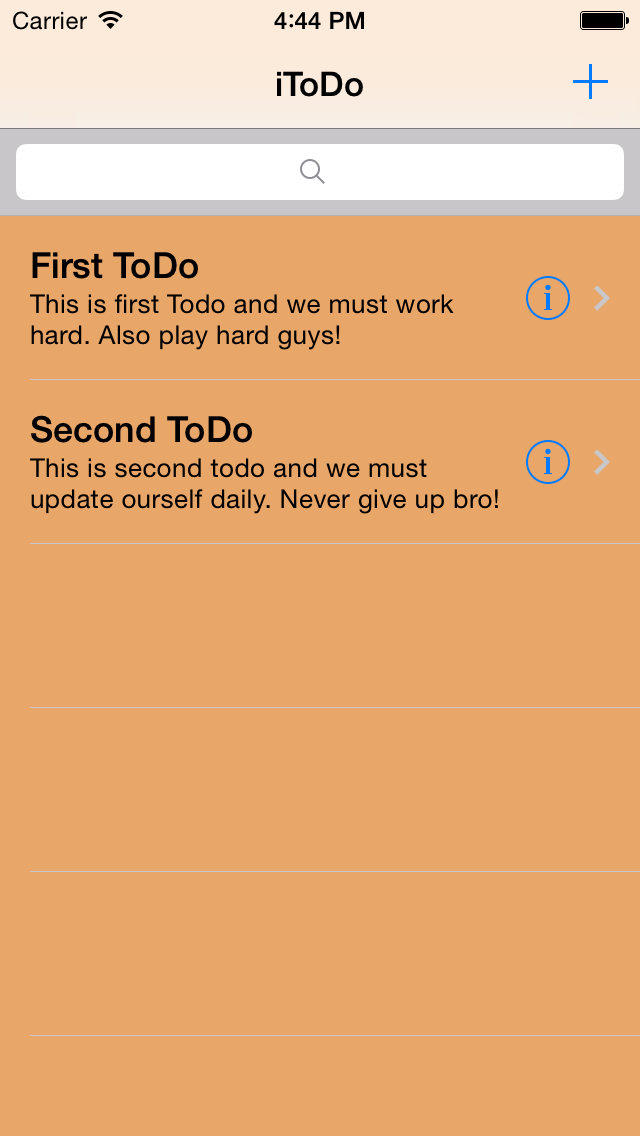 Carrier 4:44 PM
iToDo
First ToDo
This is first Todo and we must work
hard. Also play hard guys!
Second ToDo
This is second todo and we must
update ourself daily. Never give up bro!